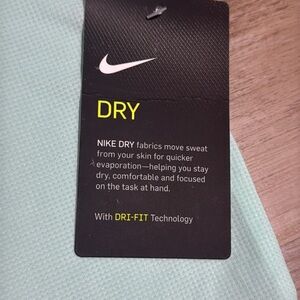 DRY
NIKE DRY fabrics move sweat
from your skin for quicker
evaporation—helping you stay
dry, comfortable and focused
on the task at hand.
With DRI-FIT Technology